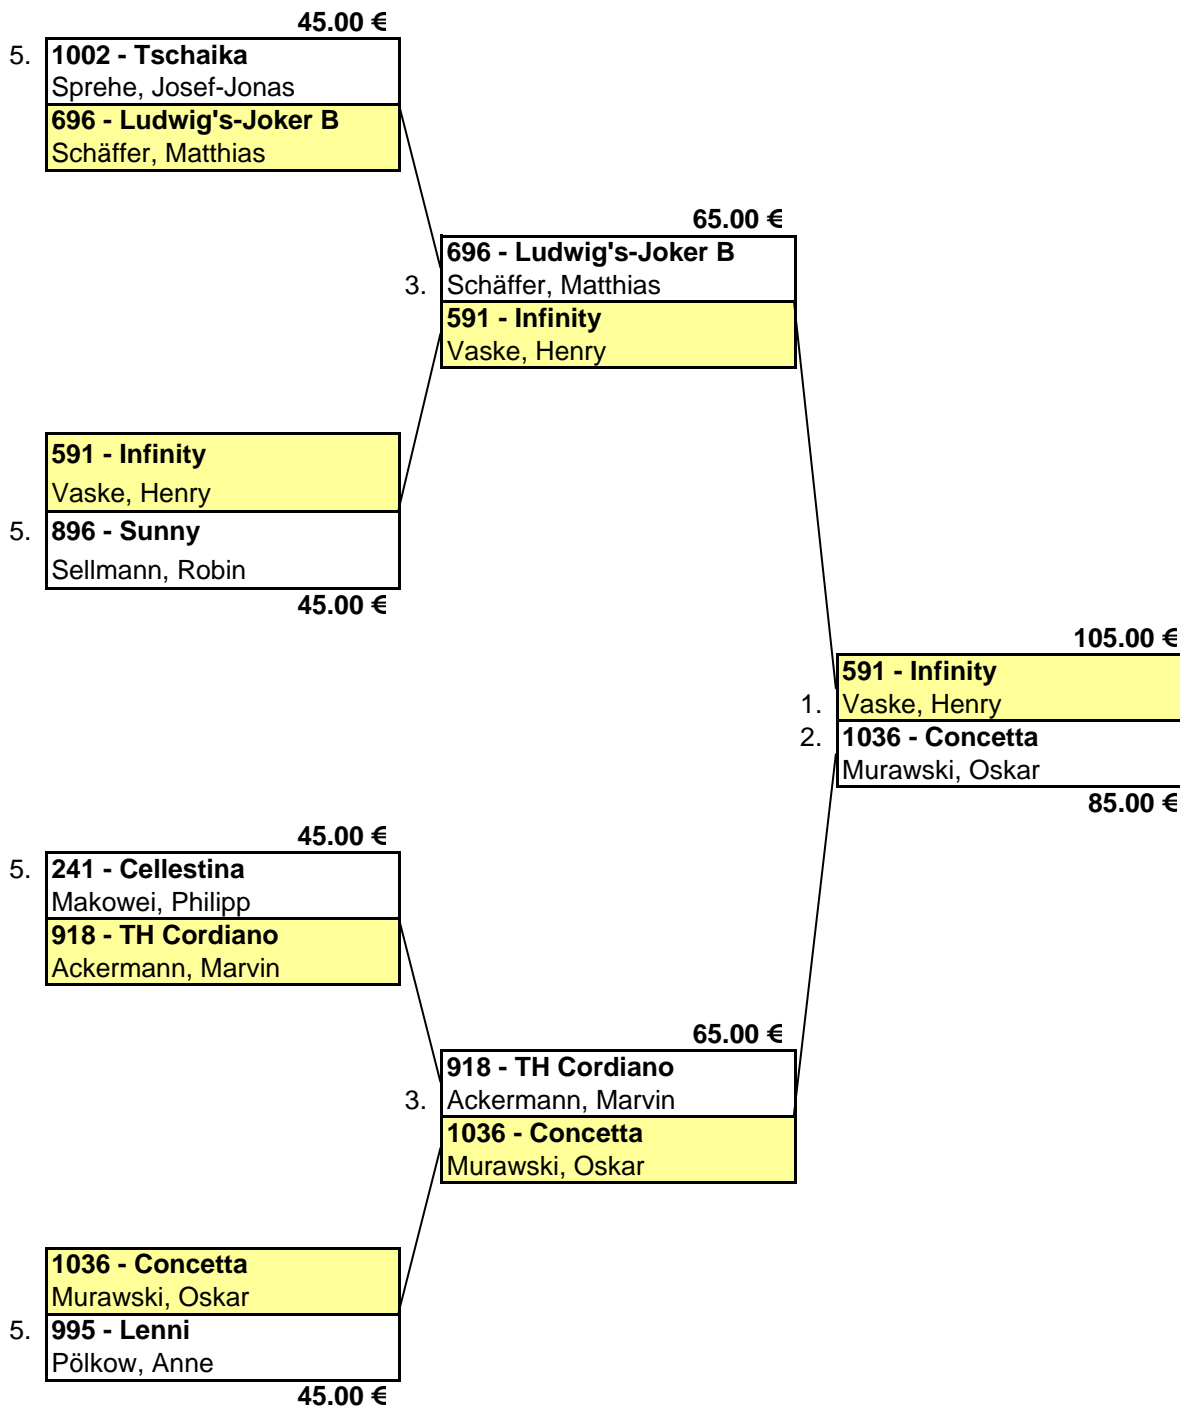 45.00 €
5. 1002 - Tschaika
Sprehe, Josef-Jonas
696 - Ludwig's-Joker B
Schäffer, Matthias
65.00 €
696 - Ludwig's-Joker B
3. Schäffer, Matthias
591 - Infinity
Vaske, Henry
591 - Infinity
Vaske, Henry
5. 896 - Sunny
Sellmann, Robin
45.00 €
105.00 €
591 - Infinity
1. Vaske, Henry
2. 1036 - Concetta
Murawski, Oskar
85.00 €
45.00 €
5. 241 - Cellestina
Makowei, Philipp
918 - TH Cordiano
Ackermann, Marvin
65.00 €
918 - TH Cordiano
3. Ackermann, Marvin
1036 - Concetta
Murawski, Oskar
1036 - Concetta
Murawski, Oskar
5. 995 - Lenni
Pölkow, Anne
45.00 €